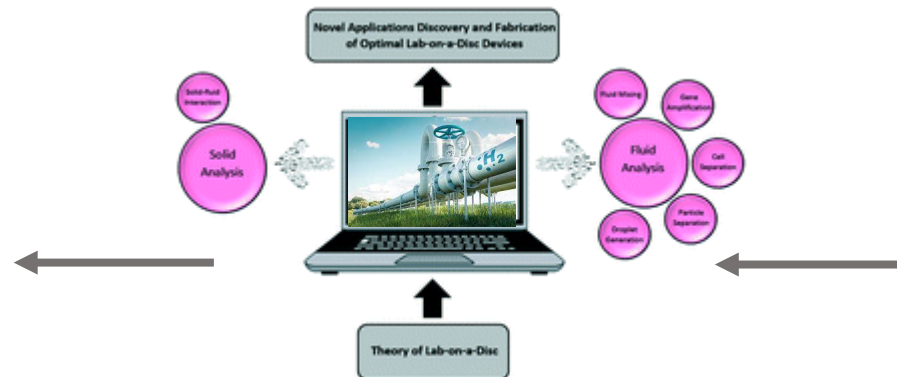 Novel Applications Discovery and Fabrication
of Optimal Lab-on-a-Disc Devices
Solid-fluid
Interaction
Solid
Analysis
H2
Fluid Mixing
Gene
Amplification
Fluid
Analysis
Cell
Separation
Particle
Separation
Droplet
Generation
Theory of Lab-on-a-Disc